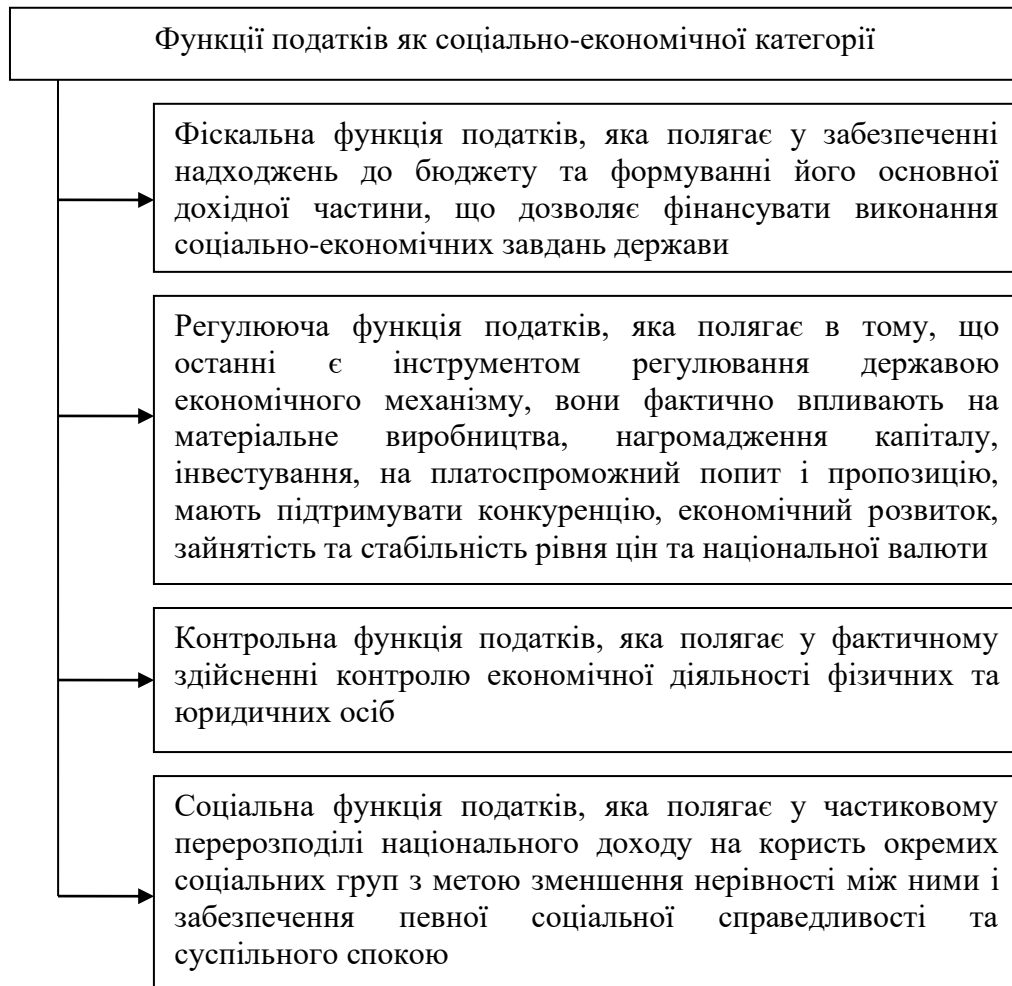 Функції податків як соціально-економічної категорії
Фіскальна функція податків, яка полягає у забезпеченні
надходжень до бюджету та формуванні його основної
дохідної частини, що дозволяє фінансувати виконання
соціально-економічних завдань держави
Регулююча функція податків, яка полягає в тому, що
останні є інструментом регулювання державою
економічного механізму, вони фактично впливають на
матеріальне виробництва, нагромадження капіталу,
інвестування, на платоспроможний попит і пропозицію,
мають підтримувати конкуренцію, економічний розвиток,
зайнятість та стабільність рівня цін та національної валюти
Контрольна функція податків, яка полягає у фактичному
здійсненні контролю економічної діяльності фізичних та
юридичних осіб
Соціальна функція податків, яка полягає у частиковому
перерозподілі національного доходу на користь окремих
соціальних груп з метою зменшення нерівності між ними і
забезпечення певної соціальної справедливості та
суспільного спокою